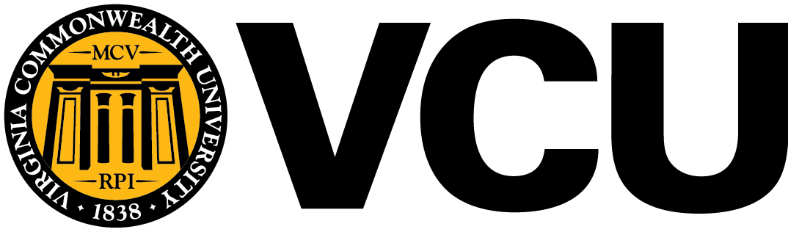 VIRGINIA COMMONWEALTH UNIVERSITY
MCV
RPI
· 1838 ·
VCU